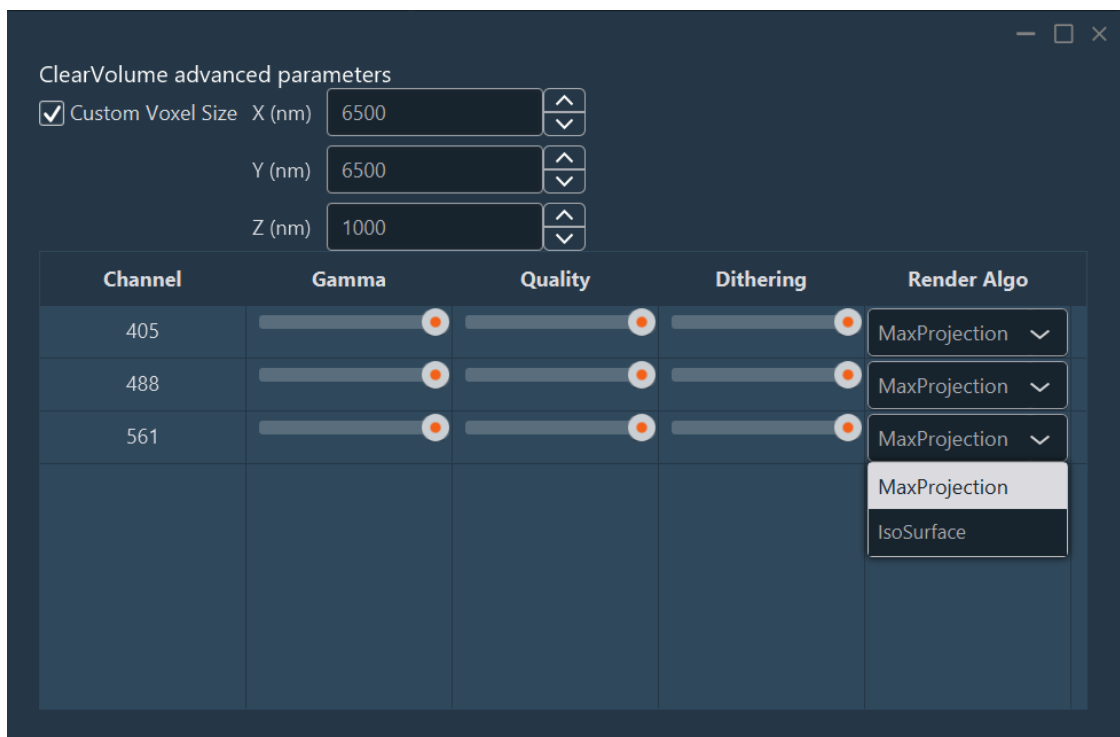 ClearVolume advanced parameters
Custom Voxel Size X (nm) 6500
Y (nm) 6500
Z (nm) 1000
Channel Gamma Quality Dithering Render Algo
405 MaxProjection
488 MaxProjection
561 MaxProjection
MaxProjection
IsoSurface